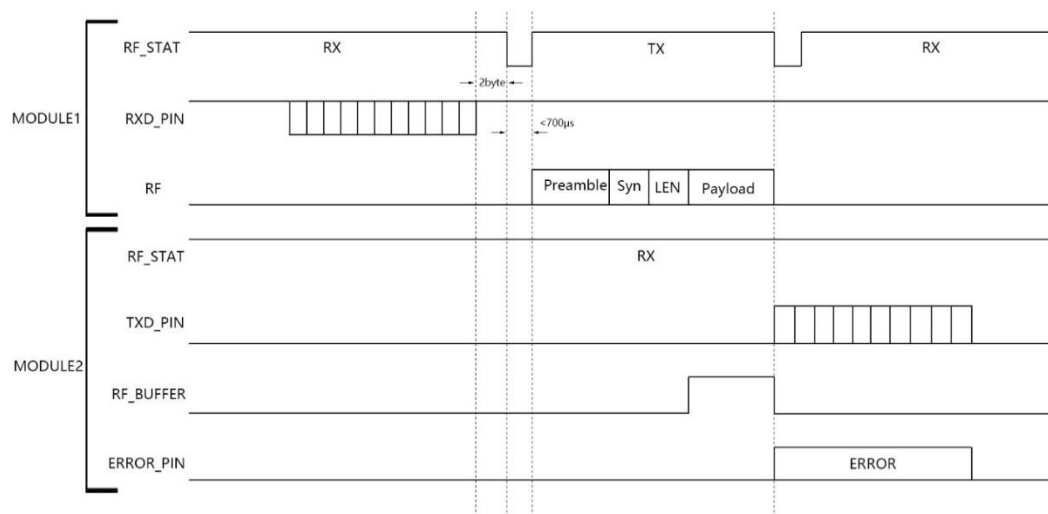 RF_STAT RX TX RX
2byte
MODULE1 RXD_PIN <700μs
RF Preamble Syn LEN Payload
RF_STAT RX
TXD_PIN
MODULE2
RF_BUFFER
ERROR_PIN ERROR